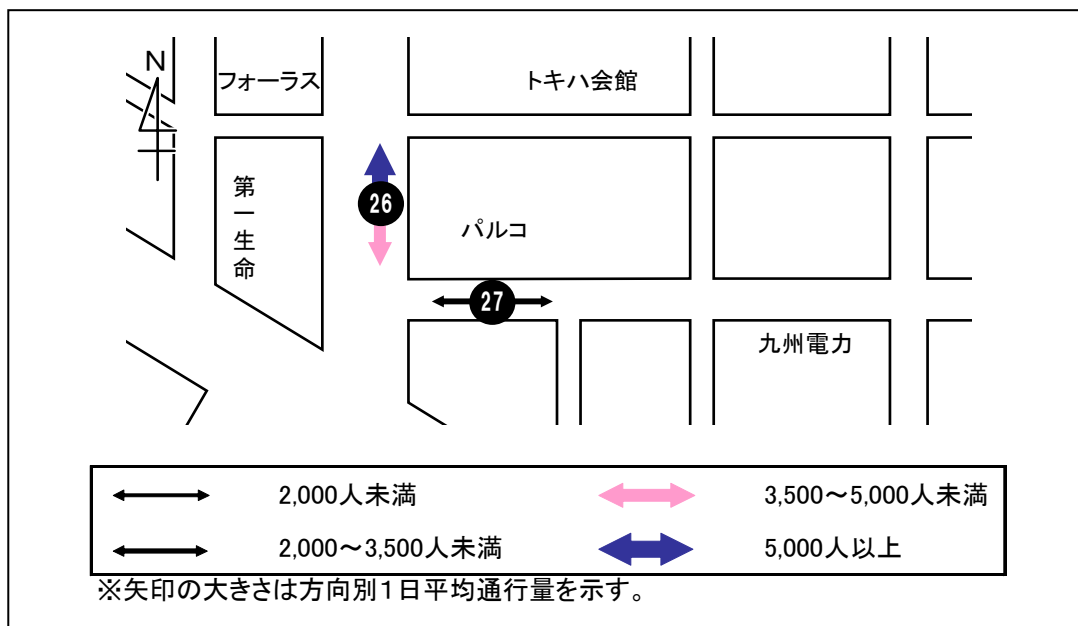 N
フォーラス
トキハ会館
第一生命
26
パルコ
27
九州電力
2,000人未満
3,500～5,000人未満
2,000～3,500人未満
5,000人以上
※矢印の大きさは方向別１日平均通行量を示す。